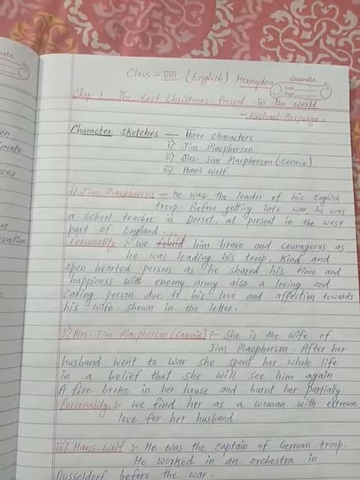 Class - VIII (English) Honeydew
Date
Page
Chap 1 The Best Christmas Present in the World
- Michael Morpurgo
Character Sketches - Three characters
i) Jim Macpherson
ii) Mrs. Jim Macpherson (Connie)
iii) Hans Wolf.
i) Jim Macpherson - He was the leader of his English
troop. Before getting into war, he was
a school teacher in Dorset, at present in the west
part of England.
Personality :- We found him brave and courageous as
he was leading his troop, Kind and
open hearted person as he shared his time and
happiness with enemy army also a loving and
caring person due to his love and affection towards
his wife shown in the letter.
ii) Mrs. Jim Macpherson (Connie) :- She is the wife of
Jim Macpherson. After her
husband went to war she spent her whole life
in a belief that she will see him again
A fire broke in her house and burnt her partially.
Personality :- We find her as a woman with extreme
love for her husband.
iii) Hans Wolf :- He was the captain of German troop.
He worked in an orchestra in
Dusseldorf before the war.